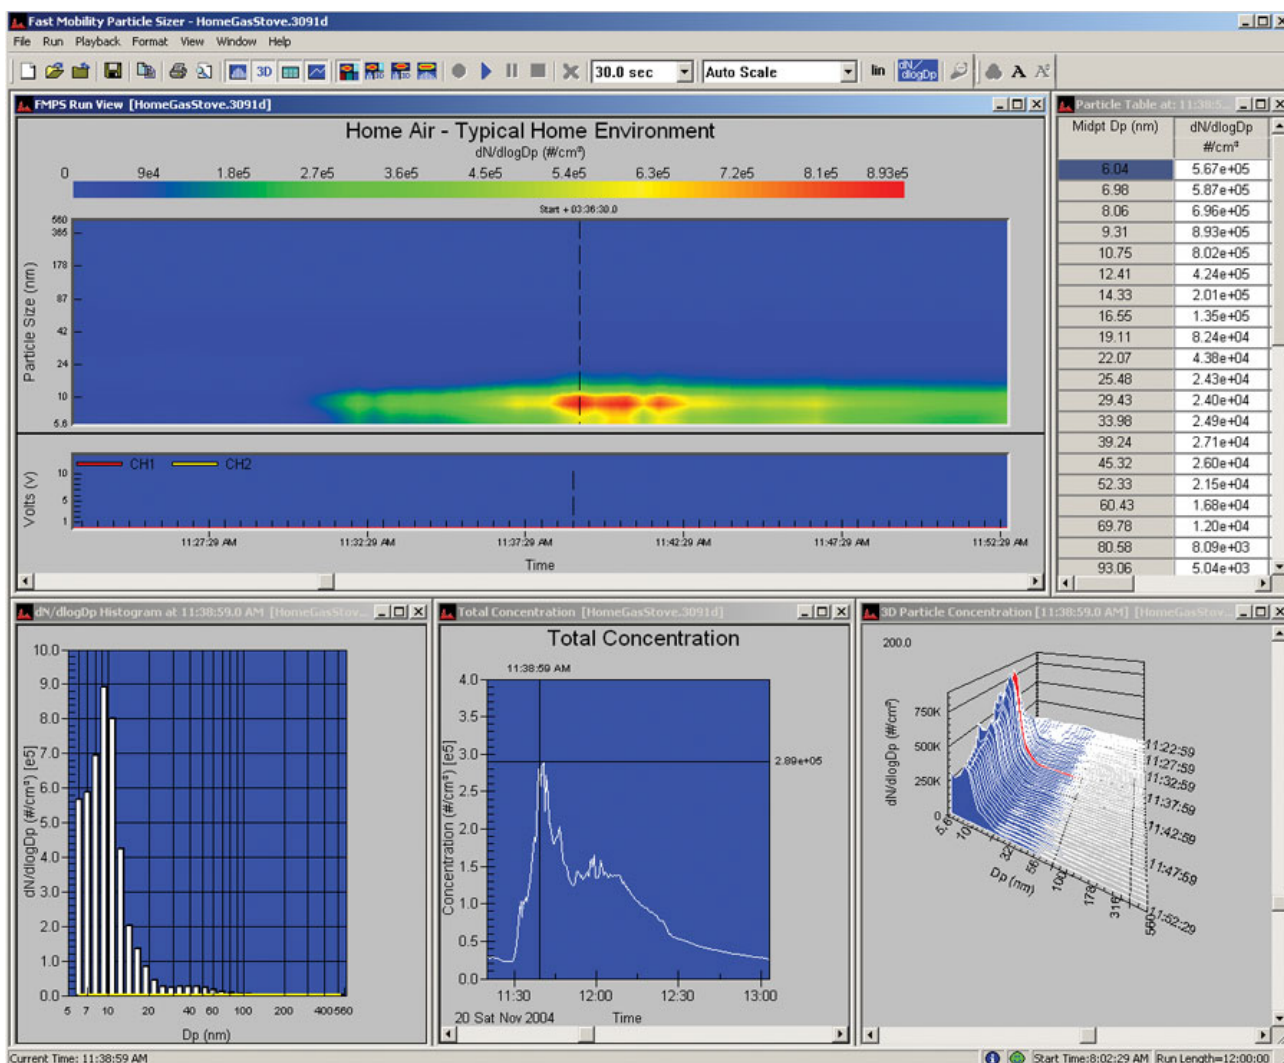 Fast Mobility Particle Sizer - HomeGasStove.3091d
File Run Playback Format View Window Help
3D 30.0 sec Auto Scale lin dN/dlogDp A
FMPS Run View [HomeGasStove.3091d]
Home Air - Typical Home Environment
dN/dlogDp (#/cm³)
0 9e4 1.8e5 2.7e5 3.6e5 4.5e5 5.4e5 6.3e5 7.2e5 8.1e5 8.93e5
Start + 03:36:30.0
Particle Size (nm)
560
365
178
87
42
24
10
5.6
Volts (v)
CH1 CH2
10
5
1
11:27:29 AM 11:32:29 AM 11:37:29 AM 11:42:29 AM 11:47:29 AM 11:52:29 AM
Time
Particle Table at: 11:38:5...
Midpt Dp (nm) dN/dlogDp
#/cm³
6.04 5.67e+05
6.98 5.87e+05
8.06 6.96e+05
9.31 8.93e+05
10.75 8.02e+05
12.41 4.24e+05
14.33 2.01e+05
16.55 1.35e+05
19.11 8.24e+04
22.07 4.38e+04
25.48 2.43e+04
29.43 2.40e+04
33.98 2.49e+04
39.24 2.71e+04
45.32 2.60e+04
52.33 2.15e+04
60.43 1.68e+04
69.78 1.20e+04
80.58 8.09e+03
93.06 5.04e+03
dN/dlogDp Histogram at 11:38:59.0 AM [HomeGasStov...
dN/dlogDp (#/cm³) [e5]
10.0
9.0
8.0
7.0
6.0
5.0
4.0
3.0
2.0
1.0
0.0
5 7 10 20 40 60 100 200 400 560
Dp (nm)
Total Concentration [HomeGasStove.3091d]
Total Concentration
11:38:59 AM
Concentration (#/cm³) [e5]
4.0
3.5
3.0
2.5
2.0
1.5
1.0
0.5
0.0
2.89e+05
11:30 12:00 12:30 13:00
20 Sat Nov 2004 Time
3D Particle Concentration [11:38:59.0 AM] [HomeGasStov...
200.0
dN/dlogDp (#/cm³)
750K
500K
250K
0
5.6 10 32 56 100 178 316 560
Dp (nm)
11:22:59
11:27:59
11:32:59
11:37:59
11:42:59
11:47:59
11:52:29
Current Time: 11:38:59 AM Start Time:8:02:29 AM Run Length=12:00:00